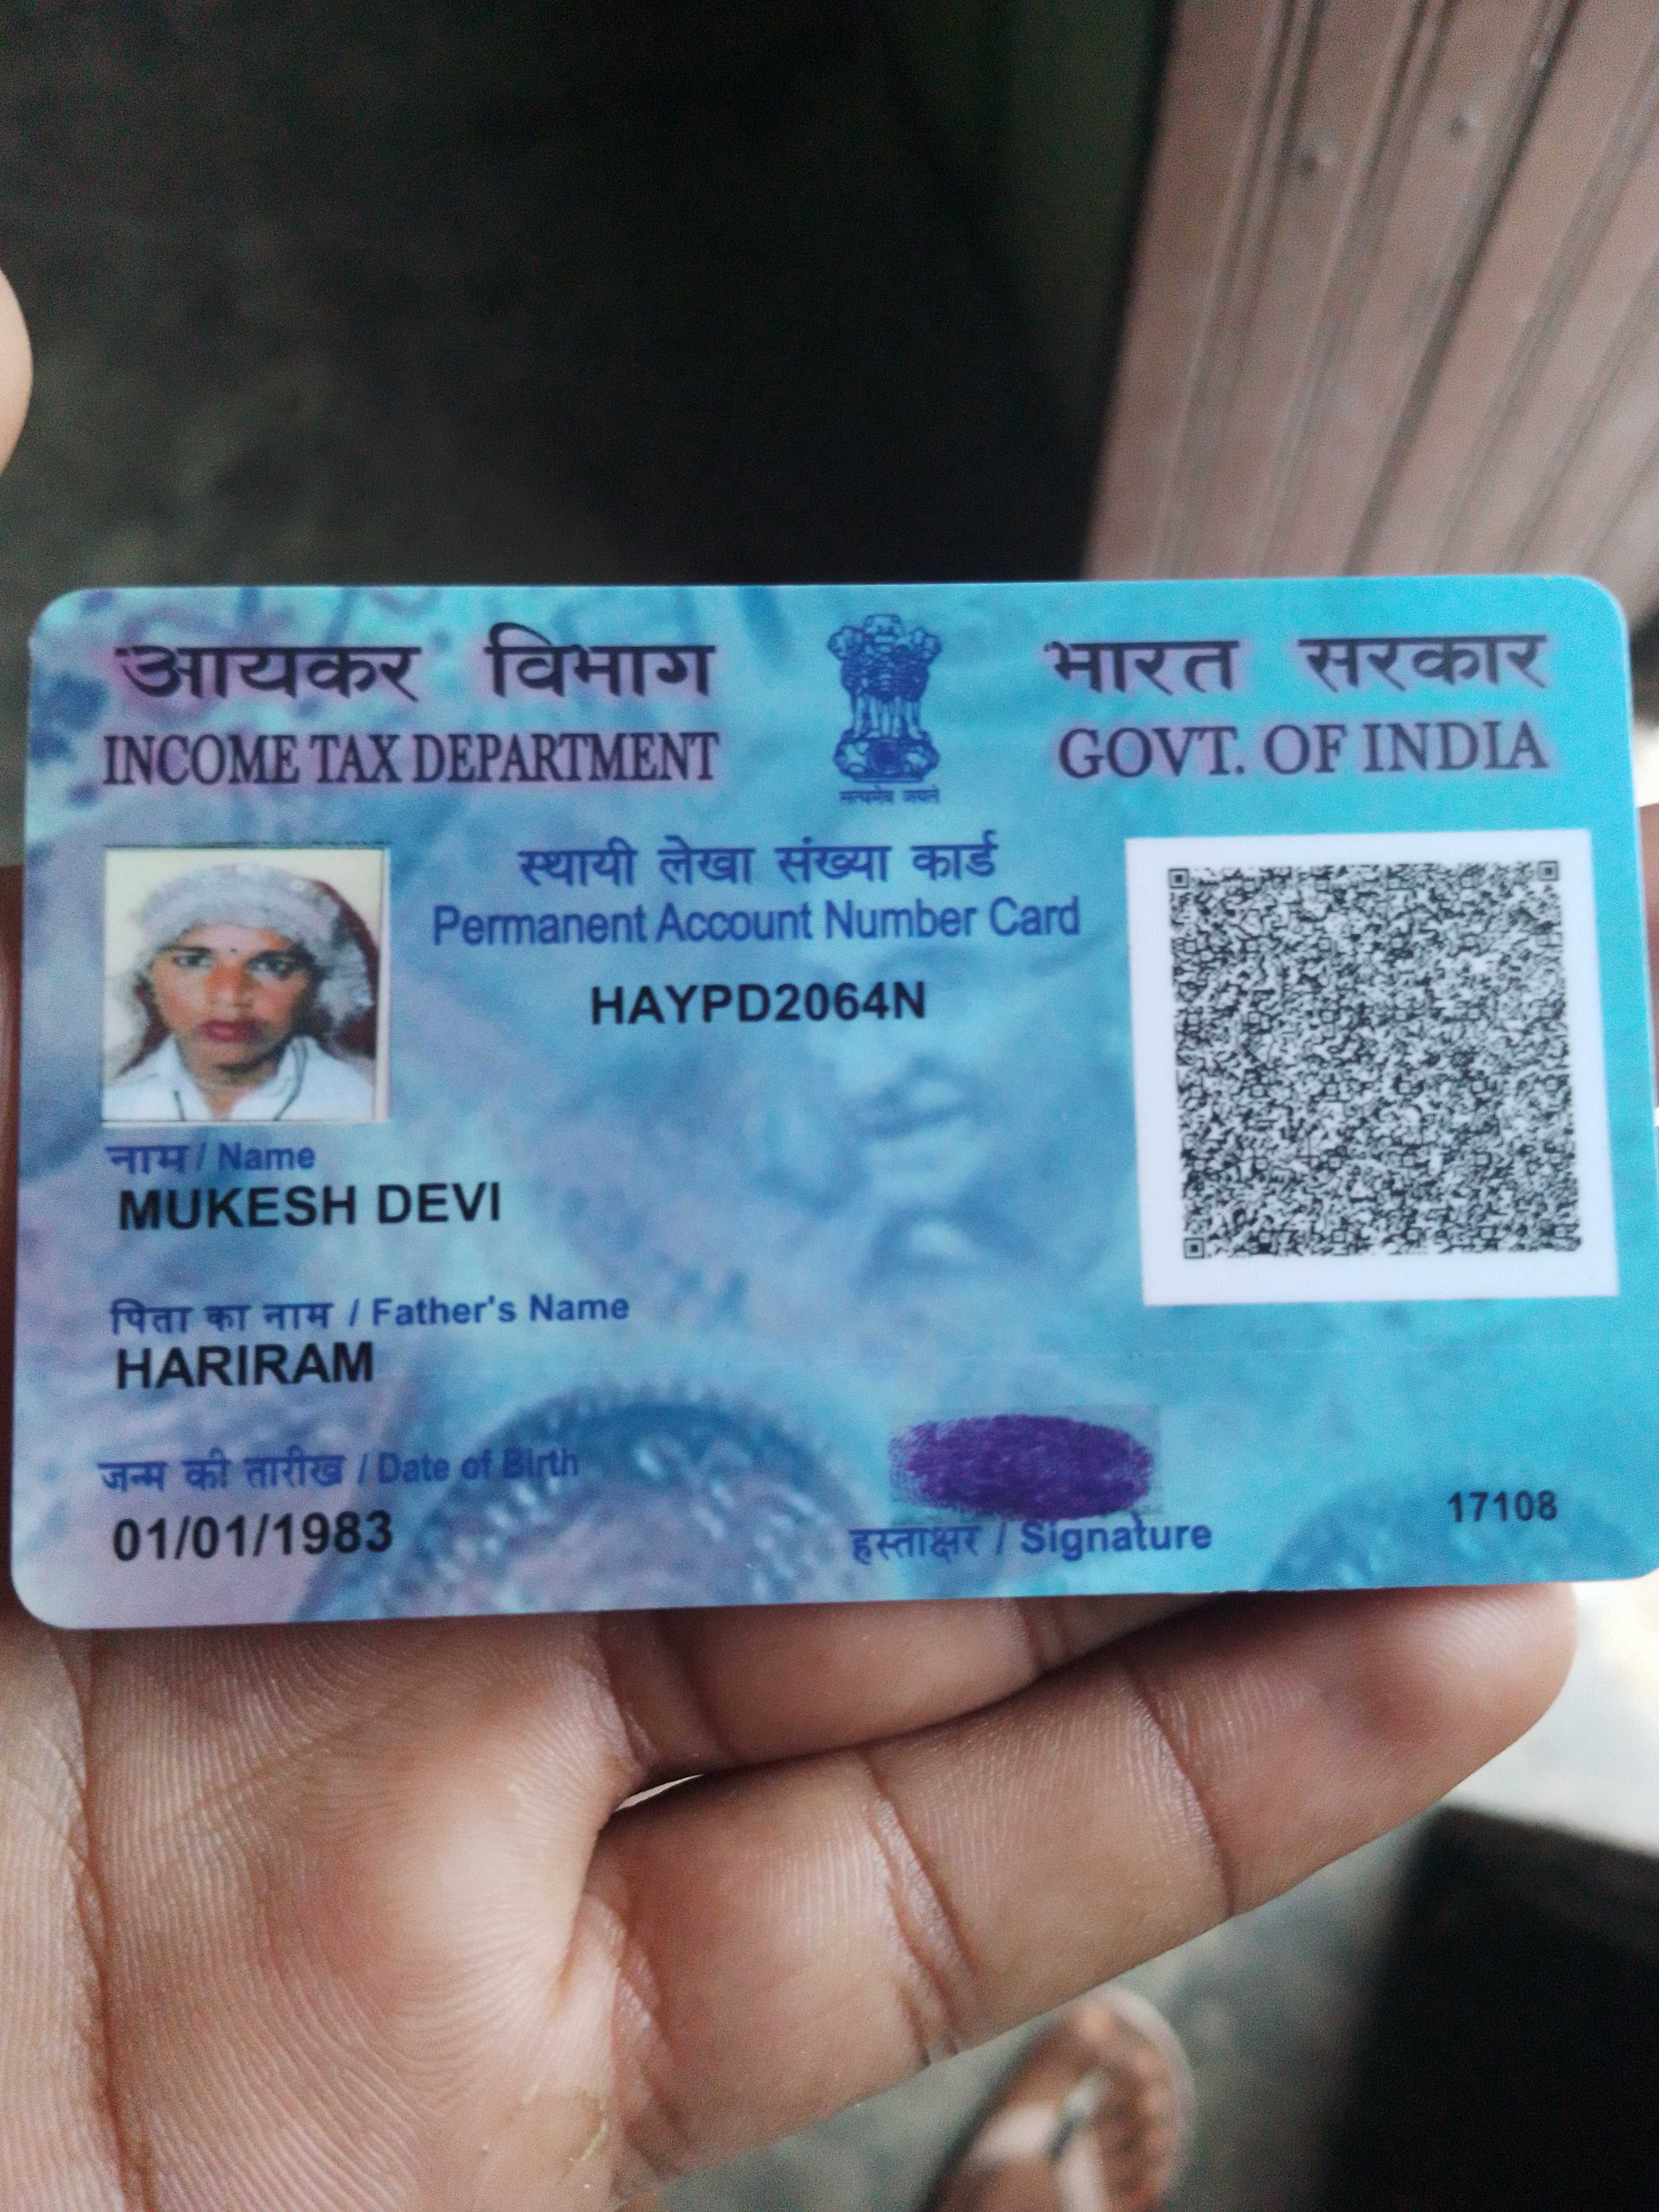 आयकर विभाग
INCOME TAX DEPARTMENT
सत्यमेव जयते
भारत सरकार
GOVT. OF INDIA
स्थायी लेखा संख्या कार्ड
Permanent Account Number Card
HAYPD2064N
नाम / Name
MUKESH DEVI
पिता का नाम / Father's Name
HARIRAM
जन्म की तारीख / Date of Birth
01/01/1983
हस्ताक्षर / Signature
17108